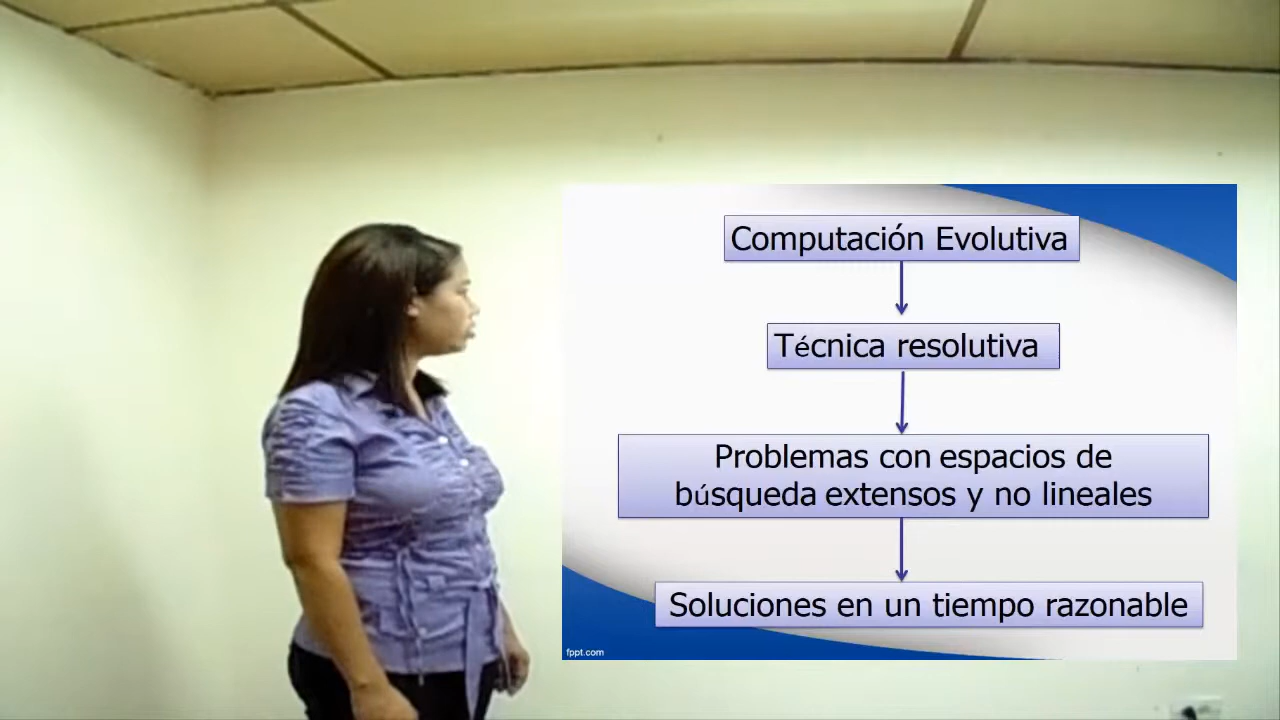 Computación Evolutiva
Técnica resolutiva
Problemas con espacios de
búsqueda extensos y no lineales
Soluciones en un tiempo razonable
fppt.com